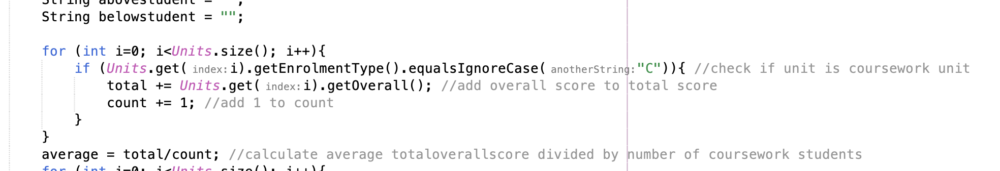 String abovestudent = "";
String belowstudent = "";
for (int i=0; i<Units.size(); i++){
if (Units.get( index: i).getEnrolmentType().equalsIgnoreCase( anotherString: "C")){ //check if unit is coursework unit
total += Units.get( index: i).getOverall(); //add overall score to total score
count += 1; //add 1 to count
}
}
average = total/count; //calculate average totaloverallscore divided by number of coursework students
for (int i=0; i<Units.size(); i++){